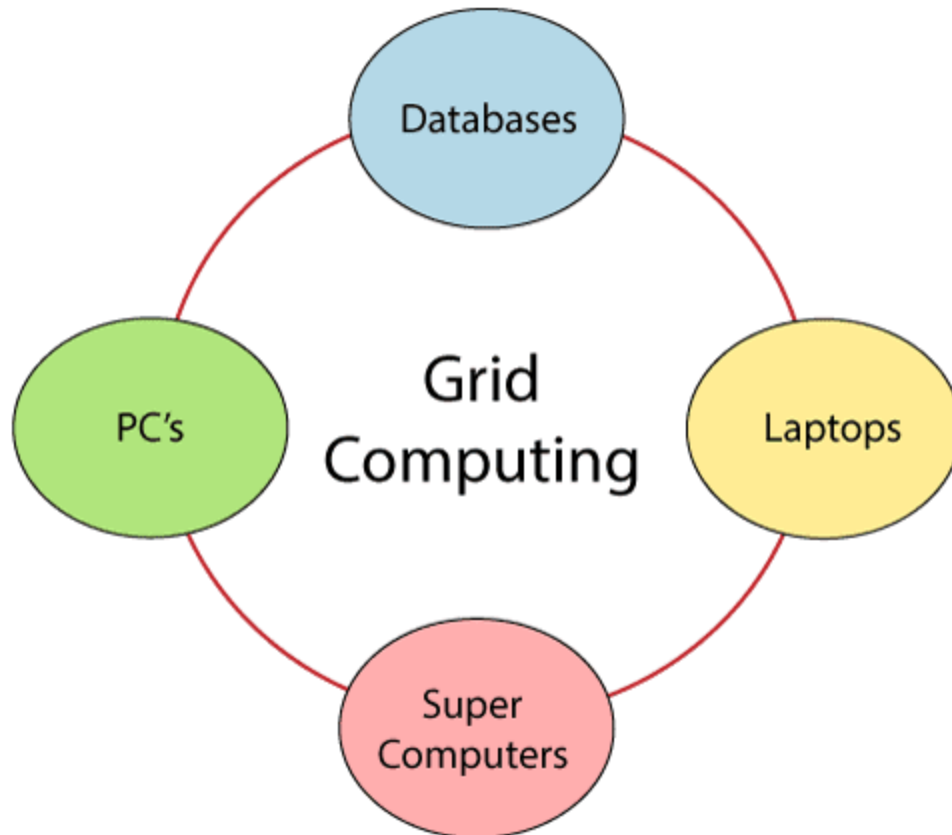 Databases
Grid
Computing
PC's
Laptops
Super
Computers